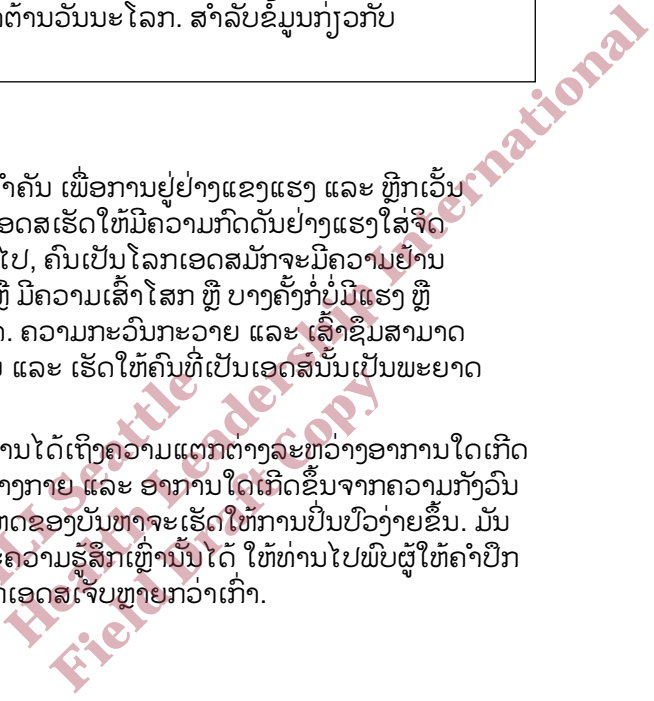 ຕ້ານວັນນະໂລກ. ສຳລັບຂໍ້ມູນກ່ຽວກັບ
ຳຄັນ ເພື່ອການຢູ່ຢ່າງແຂງແຮງ ແລະ ຫຼີກເວັ້ນ
ອດສເຮັດໃຫ້ມີຄວາມກົດດັນຢ່າງແຮງໃສ່ຈິດ
ໄປ, ຄົນເປັນໂລກເອດສມັກຈະມີຄວາມຢ້ານ
ຼື ມີຄວາມເສົ້າໂສກ ຫຼື ບາງຄັ້ງກໍ່ບໍ່ມີແຮງ ຫຼື
. ຄວາມກະວົນກະວາຍ ແລະ ເສົ້າຊຶມສາມາດ
ແລະ ເຮັດໃຫ້ຄົນທີ່ເປັນເອດສ໌ນັ້ນເປັນພະຍາດ
ານໄດ້ເຖິງຄວາມແຕກຕ່າງລະຫວ່າງອາການໃດເກີດ
າງກາຍ ແລະ ອາການໃດເກີດຂຶ້ນຈາກຄວາມກັງວົນ
ຫດຂອງບັນຫາຈະເຮັດໃຫ້ການປິ່ນປົວງ່າຍຂຶ້ນ. ມັນ
ະຄວາມຮູ້ສຶກເຫຼົ່ານັ້ນໄດ້ ໃຫ້ທ່ານໄປພົບຜູ້ໃຫ້ຄຳປຶກ
ກເອດສເຈັບຫຼາຍກວ່າເກົ່າ.
HLI Seattle
Health Leadership International
Field Draft Copy